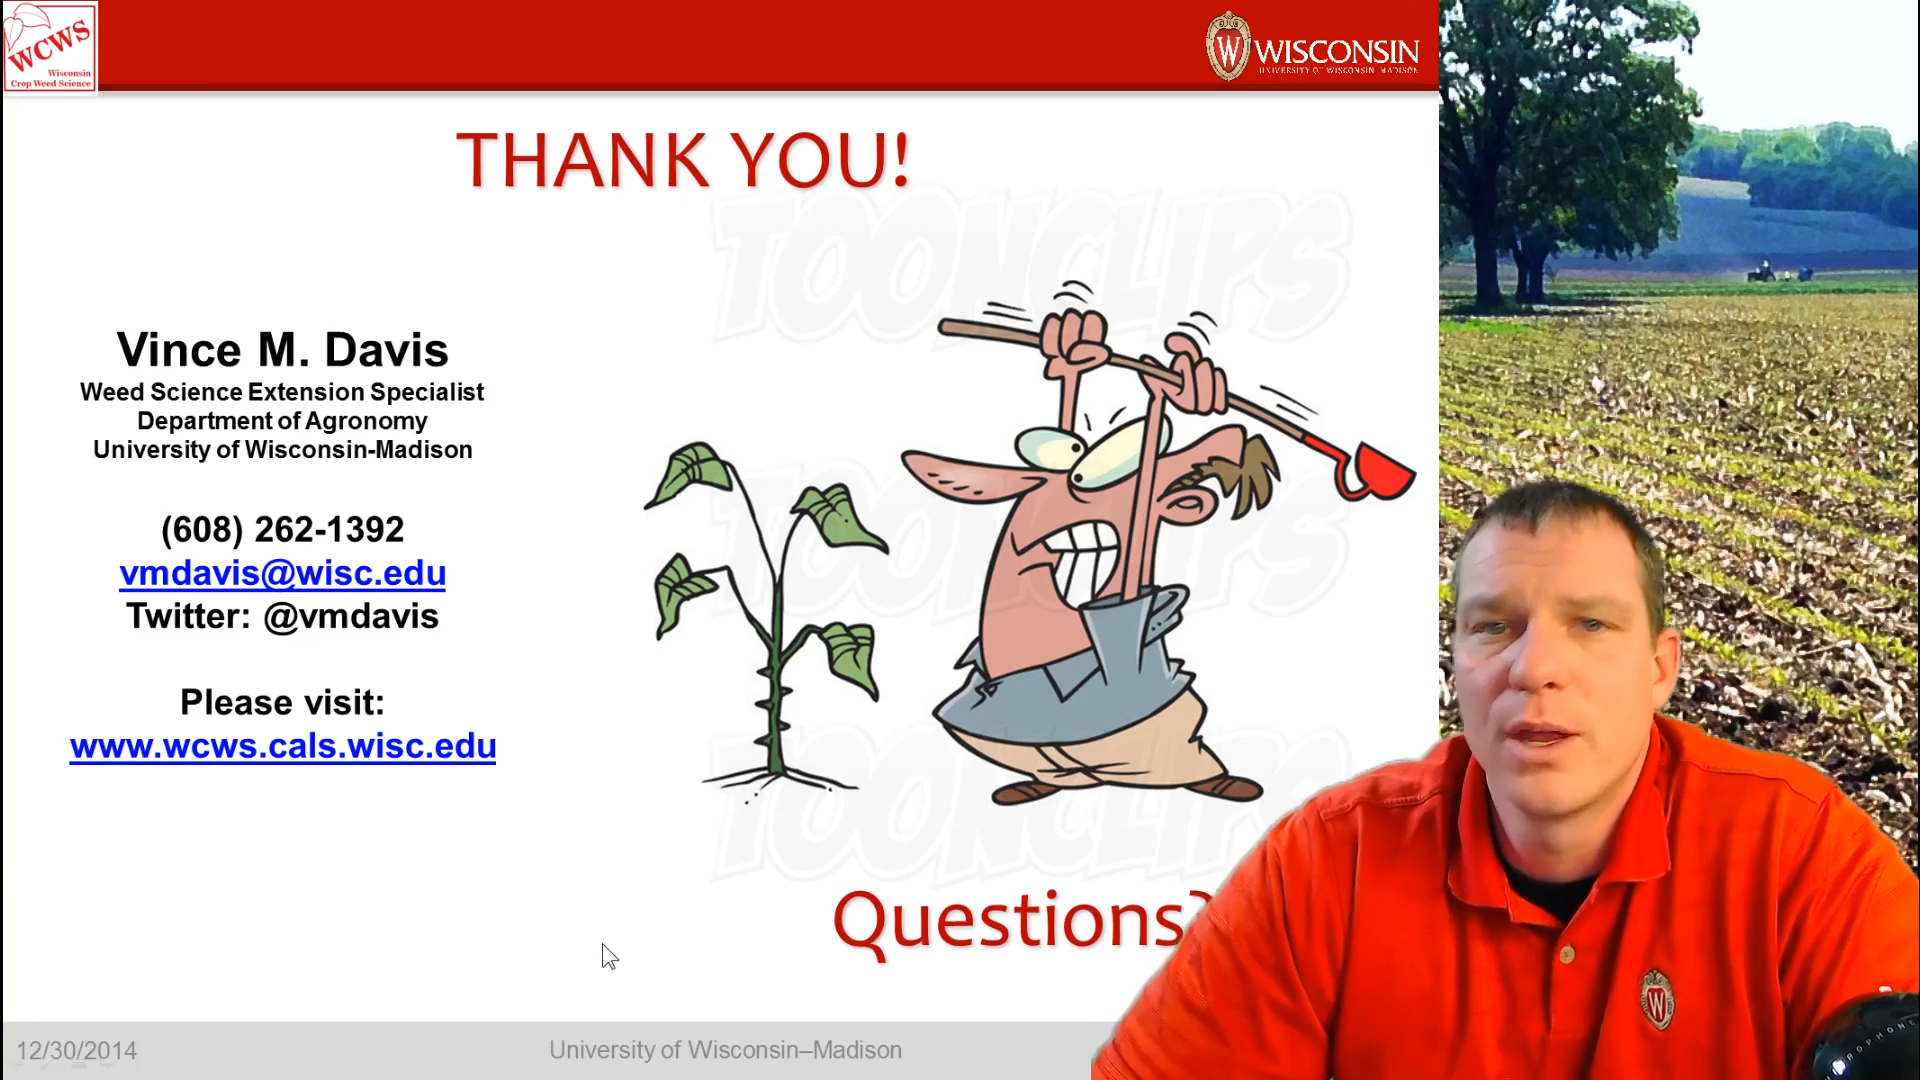 WCWS
Wisconsin
Crop Weed Science
W WISCONSIN
UNIVERSITY OF WISCONSIN–MADISON
THANK YOU!
TOONCLIPS
Vince M. Davis
Weed Science Extension Specialist
Department of Agronomy
University of Wisconsin-Madison
(608) 262-1392
vmdavis@wisc.edu
Twitter: @vmdavis
TOONCLIPS
Please visit:
www.wcws.cals.wisc.edu
TOONCLIPS
Questions?
W
12/30/2014
University of Wisconsin–Madison